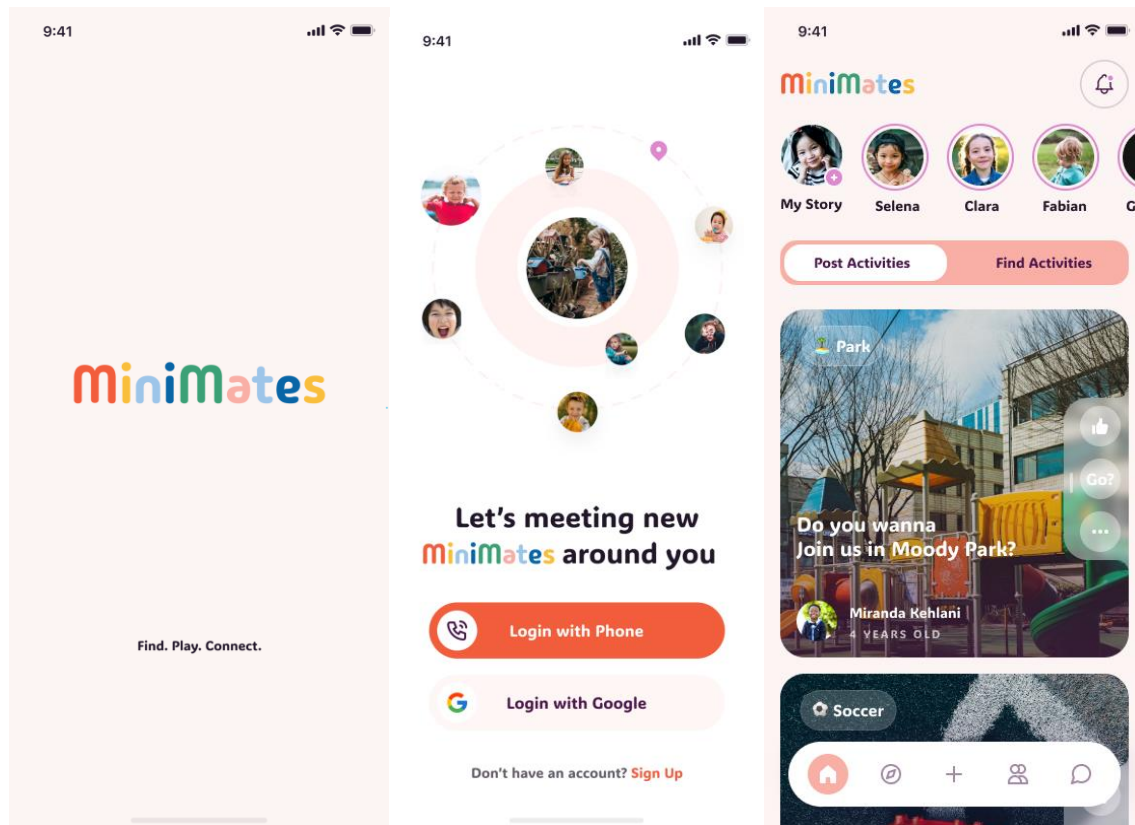 9:41
MiniMates
Find. Play. Connect.
9:41
Let's meeting new
MiniMates around you
Login with Phone
Login with Google
Don't have an account? Sign Up
9:41
MiniMates
My Story
Selena
Clara
Fabian
G
Post Activities
Find Activities
Park
Go?
Do you wanna
Join us in Moody Park?
Miranda Kehlani
4 YEARS OLD
Soccer